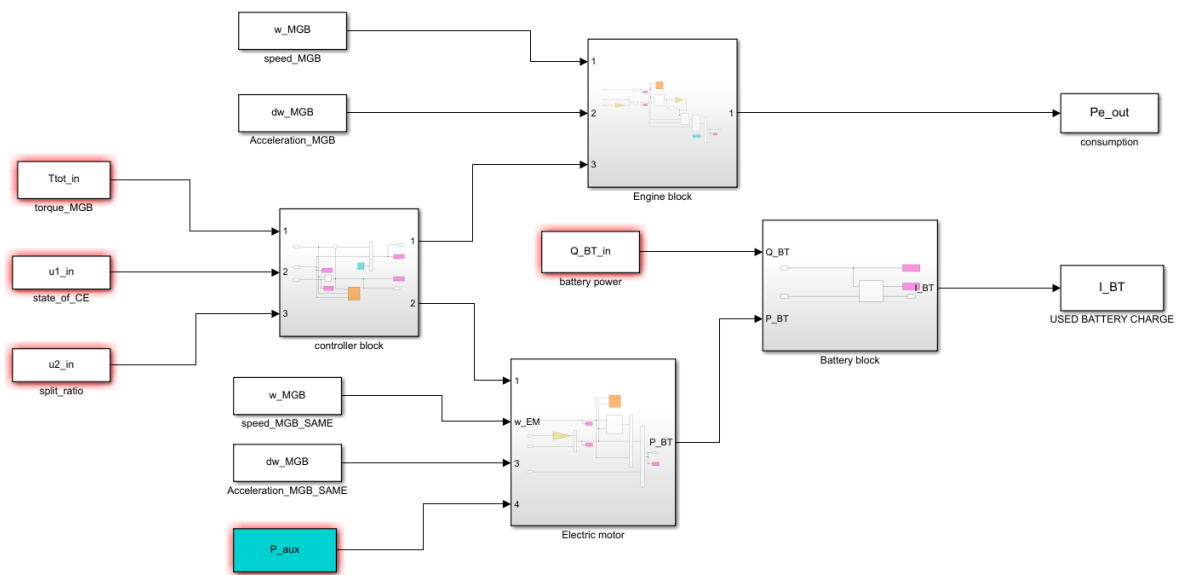 w_MGB
speed_MGB
dw_MGB
Acceleration_MGB
1
2
3
1
Engine block
Pe_out
consumption
Ttot_in
torque_MGB
u1_in
state_of_CE
u2_in
split_ratio
1
2
3
1
2
controller block
Q_BT_in
battery power
Q_BT
P_BT
I_BT
Battery block
I_BT
USED BATTERY CHARGE
w_MGB
speed_MGB_SAME
dw_MGB
Acceleration_MGB_SAME
P_aux
1
w_EM
3
4
P_BT
Electric motor